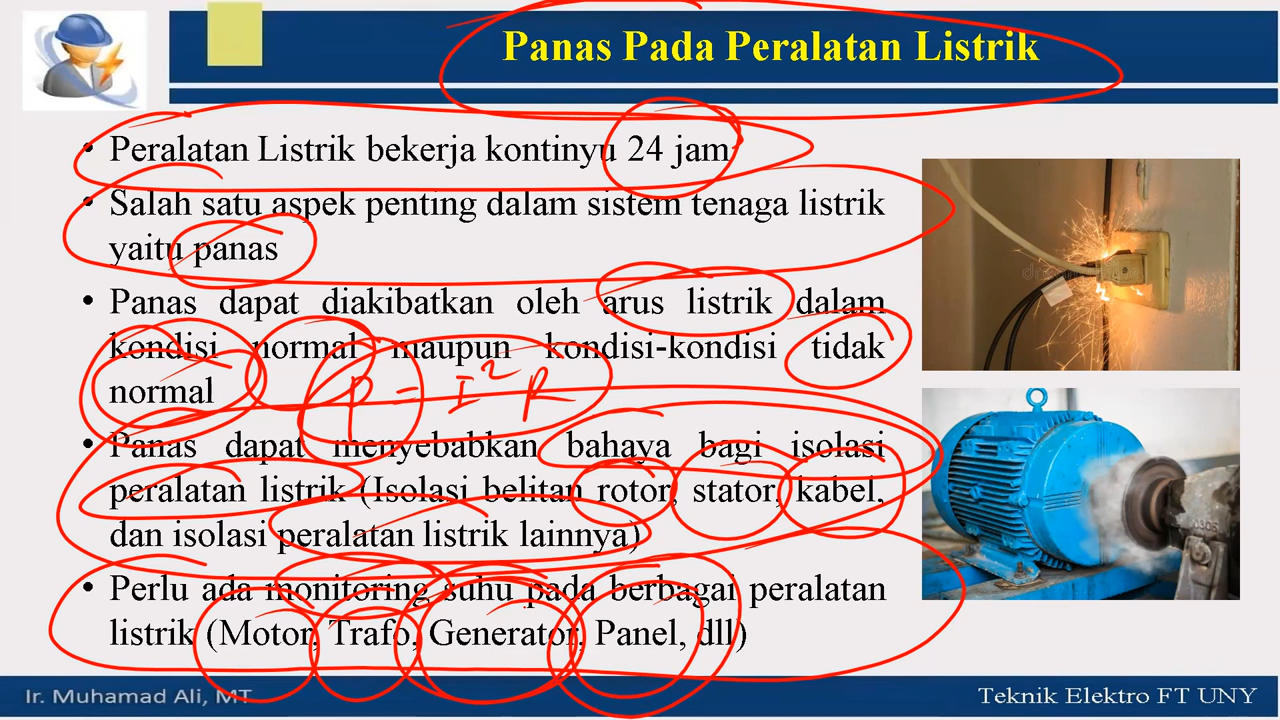 Panas Pada Peralatan Listrik
• Peralatan Listrik bekerja kontinyu 24 jam
• Salah satu aspek penting dalam sistem tenaga listrik
yaitu panas
• Panas dapat diakibatkan oleh arus listrik dalam
kondisi normal maupun kondisi-kondisi tidak
normal
P = I² R
• Panas dapat menyebabkan bahaya bagi isolasi
peralatan listrik (Isolasi belitan rotor, stator, kabel,
dan isolasi peralatan listrik lainnya)
• Perlu ada monitoring suhu pada berbagai peralatan
listrik (Motor, Trafo, Generator, Panel, dll)
Ir. Muhamad Ali, MT
Teknik Elektro FT UNY